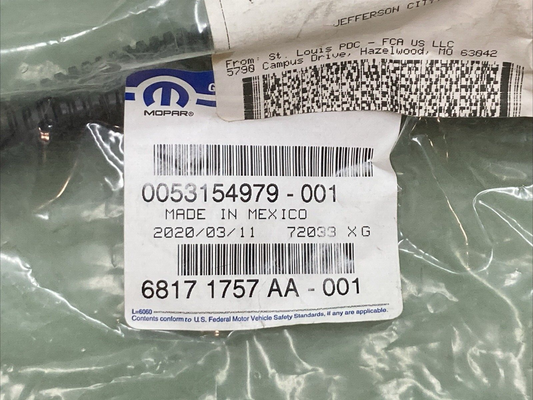 JEFFERSON CITY
From: St. Louis PDC - FCA US LLC
5790 Campus Drive, Hazelwood, MO 63042
MOPAR®
0053154979-001
MADE IN MEXICO
2020/03/11 72033 XG
6817 1757 AA - 001
L=6060
Contents conform to U.S. Federal Motor Vehicle Safety Standards, if any are applicable.